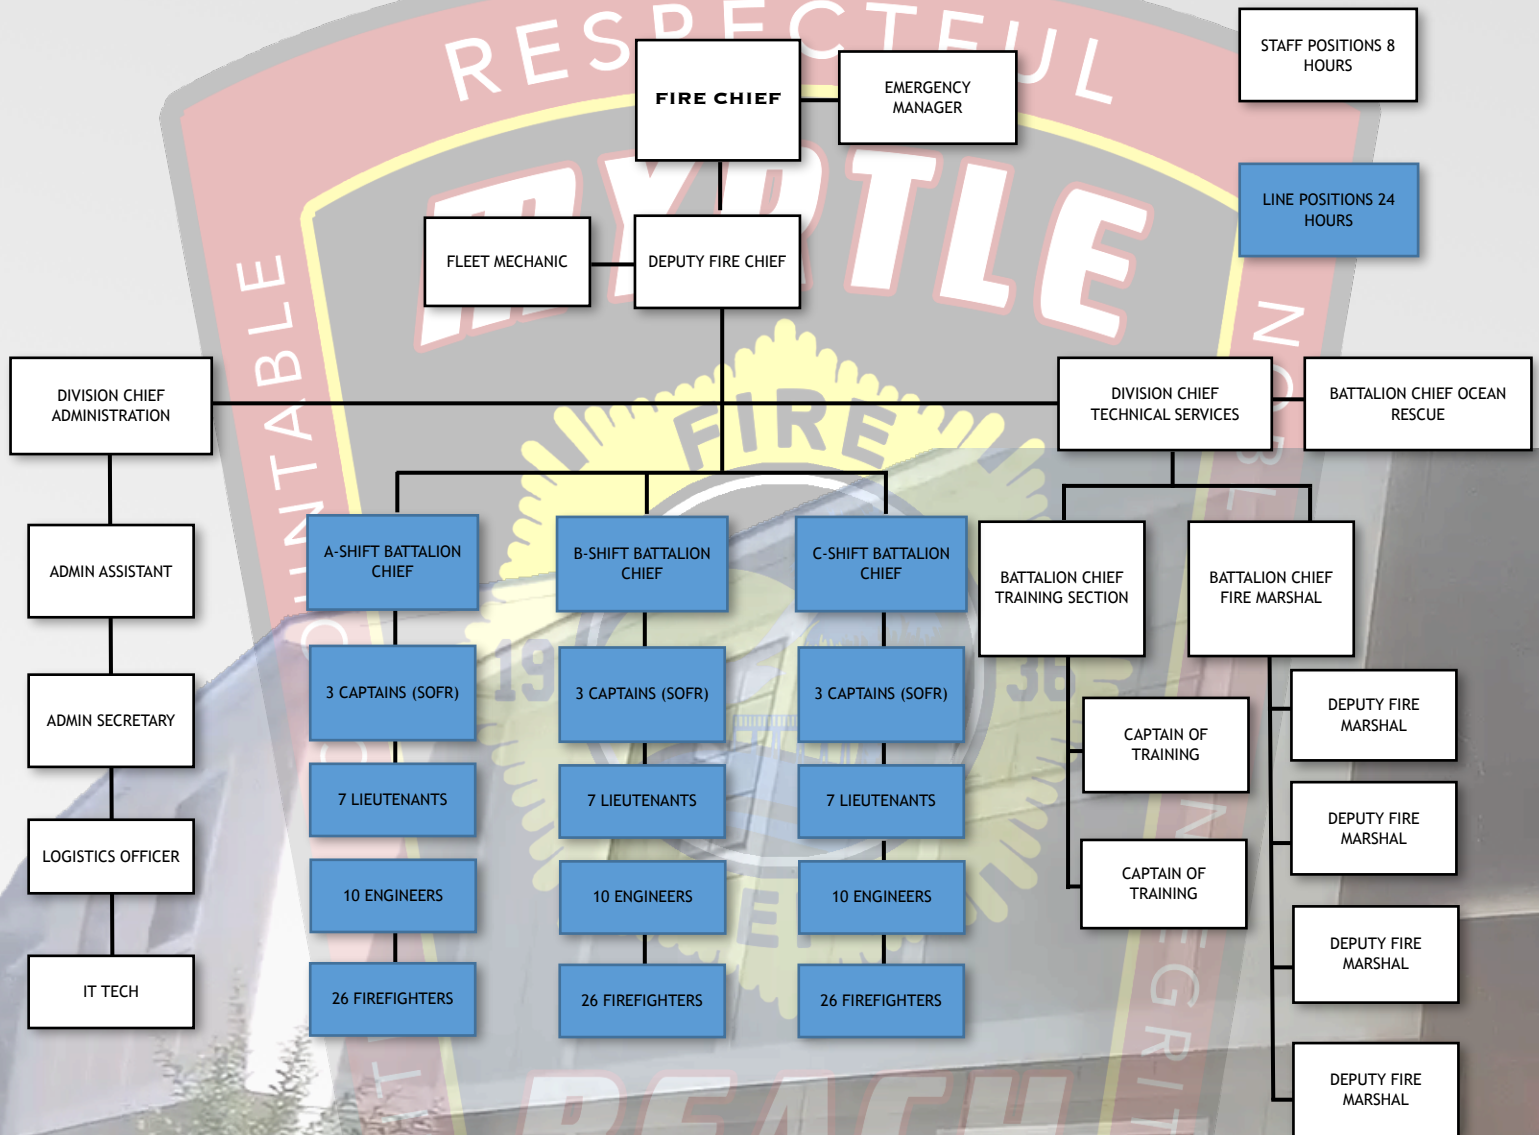 RESPECTFUL
STAFF POSITIONS 8
HOURS
FIRE CHIEF
EMERGENCY
MANAGER
LINE POSITIONS 24
HOURS
MYRTLE
FLEET MECHANIC
DEPUTY FIRE CHIEF
DIVISION CHIEF
ADMINISTRATION
DIVISION CHIEF
TECHNICAL SERVICES
BATTALION CHIEF OCEAN
RESCUE
FIRE
A-SHIFT BATTALION
CHIEF
B-SHIFT BATTALION
CHIEF
C-SHIFT BATTALION
CHIEF
ADMIN ASSISTANT
BATTALION CHIEF
TRAINING SECTION
BATTALION CHIEF
FIRE MARSHAL
19
36
3 CAPTAINS (SOFR)
3 CAPTAINS (SOFR)
3 CAPTAINS (SOFR)
ADMIN SECRETARY
CAPTAIN OF
TRAINING
DEPUTY FIRE
MARSHAL
7 LIEUTENANTS
7 LIEUTENANTS
7 LIEUTENANTS
DEPUTY FIRE
MARSHAL
LOGISTICS OFFICER
10 ENGINEERS
10 ENGINEERS
10 ENGINEERS
CAPTAIN OF
TRAINING
DEPUTY FIRE
MARSHAL
IT TECH
26 FIREFIGHTERS
26 FIREFIGHTERS
26 FIREFIGHTERS
DEPUTY FIRE
MARSHAL
BEACH